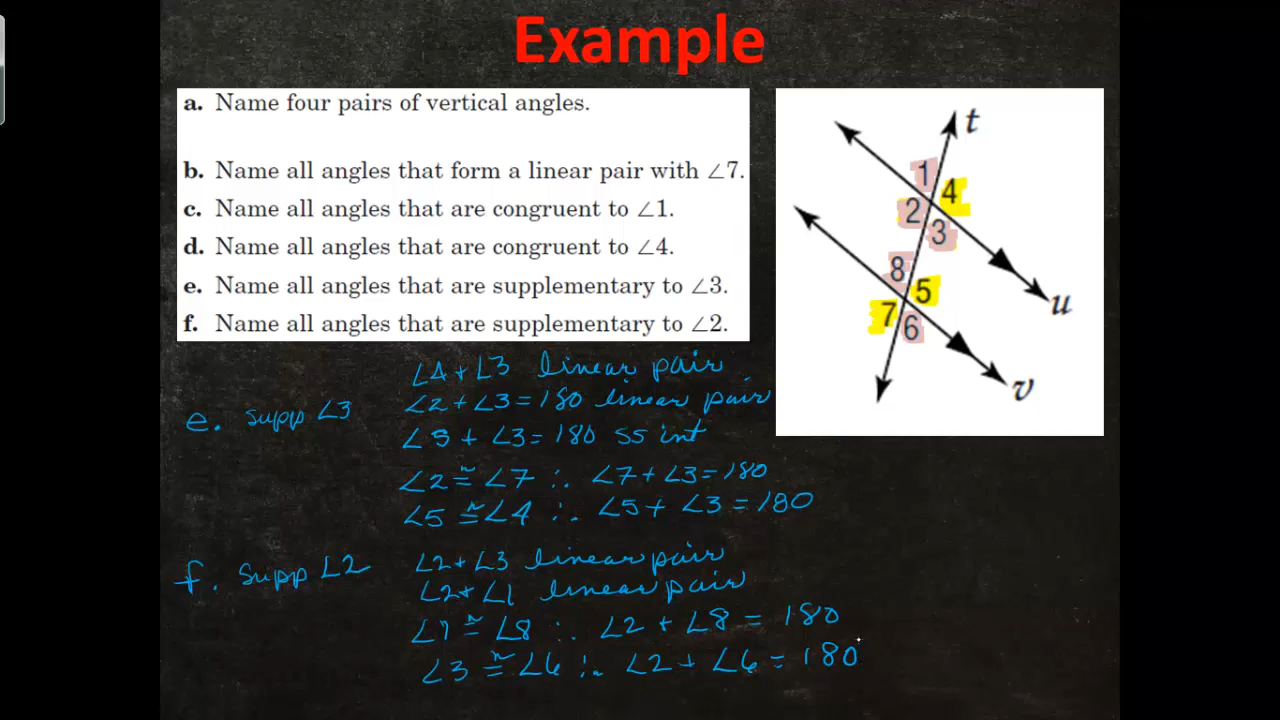 Example
a. Name four pairs of vertical angles.
b. Name all angles that form a linear pair with ∠7.
c. Name all angles that are congruent to ∠1.
d. Name all angles that are congruent to ∠4.
e. Name all angles that are supplementary to ∠3.
f. Name all angles that are supplementary to ∠2.
t
1
4
2
3
8
5
7
6
u
v
e. supp ∠3
∠4 + ∠3 linear pair
∠2 + ∠3 = 180 linear pair
∠5 + ∠3 = 180 SS int
∠2 ≅ ∠7 ∴ ∠7 + ∠3 = 180
∠5 ≅ ∠4 ∴ ∠5 + ∠3 = 180
f. supp ∠2
∠2 + ∠3 linear pair
∠2 + ∠1 linear pair
∠1 ≅ ∠8 ∴ ∠2 + ∠8 = 180
∠3 ≅ ∠6 ∴ ∠2 + ∠6 = 180